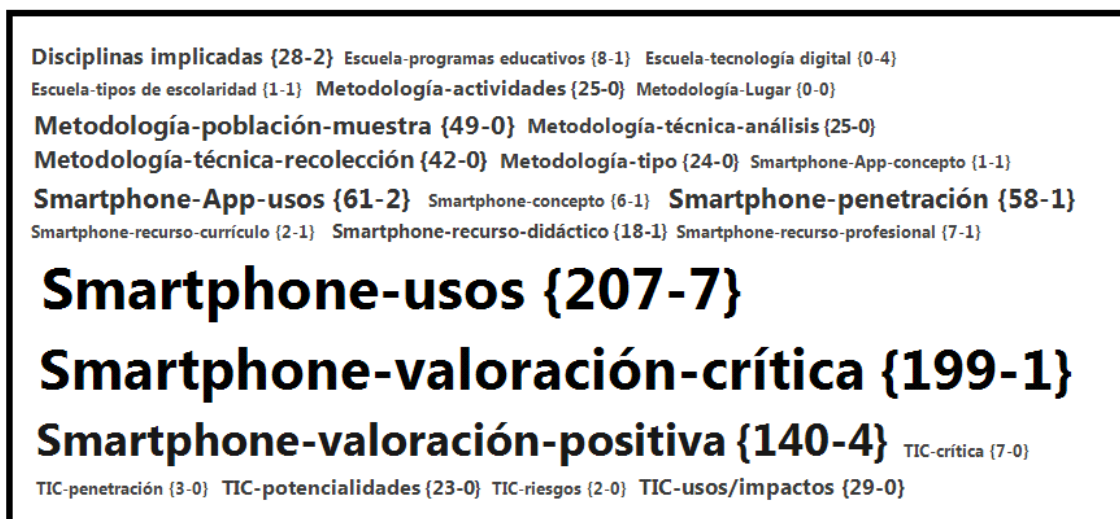 Disciplinas implicadas {28-2} Escuela-programas educativos {8-1} Escuela-tecnología digital {0-4}
Escuela-tipos de escolaridad {1-1} Metodología-actividades {25-0} Metodología-Lugar {0-0}
Metodología-población-muestra {49-0} Metodología-técnica-análisis {25-0}
Metodología-técnica-recolección {42-0} Metodología-tipo {24-0} Smartphone-App-concepto {1-1}
Smartphone-App-usos {61-2} Smartphone-concepto {6-1} Smartphone-penetración {58-1}
Smartphone-recurso-currículo {2-1} Smartphone-recurso-didáctico {18-1} Smartphone-recurso-profesional {7-1}
Smartphone-usos {207-7}
Smartphone-valoración-crítica {199-1}
Smartphone-valoración-positiva {140-4} TIC-crítica {7-0}
TIC-penetración {3-0} TIC-potencialidades {23-0} TIC-riesgos {2-0} TIC-usos/impactos {29-0}